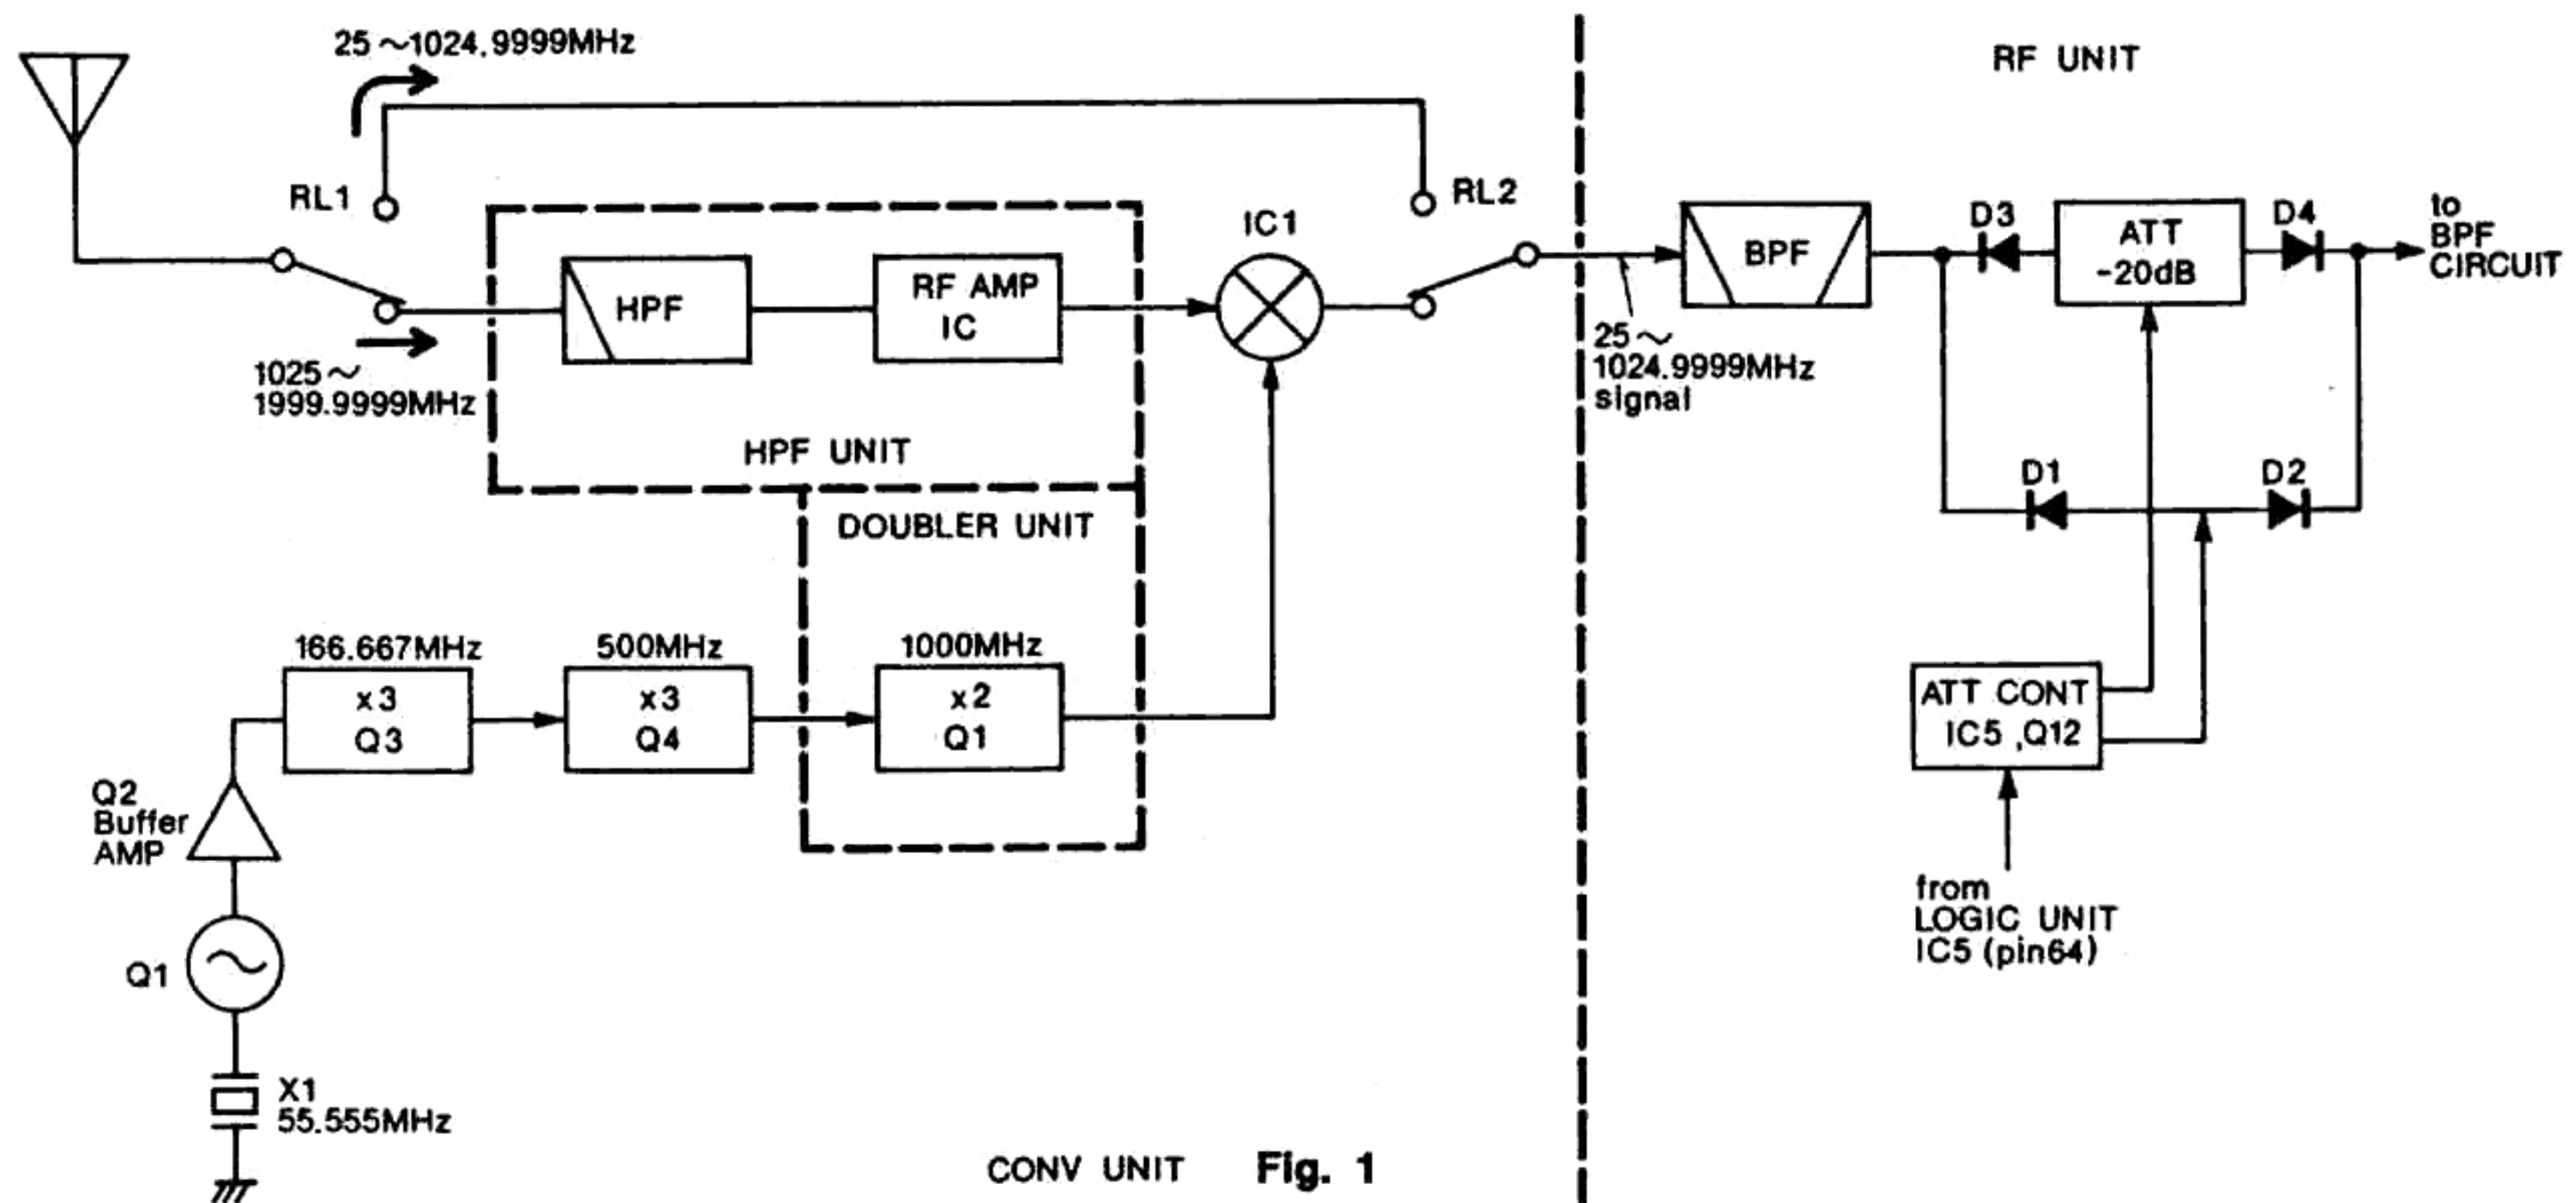 25~1024.9999MHz
RF UNIT
RL1
RL2
IC1
HPF
RF AMP
IC
1025~
1999.9999MHz
HPF UNIT
DOUBLER UNIT
25~
1024.9999MHz
signal
BPF
D3
ATT
-20dB
D4
to
BPF
CIRCUIT
D1
D2
166.667MHz
x3
Q3
500MHz
x3
Q4
1000MHz
x2
Q1
ATT CONT
IC5 ,Q12
Q2
Buffer
AMP
from
LOGIC UNIT
IC5 (pin64)
Q1
X1
55.555MHz
CONV UNIT Fig. 1